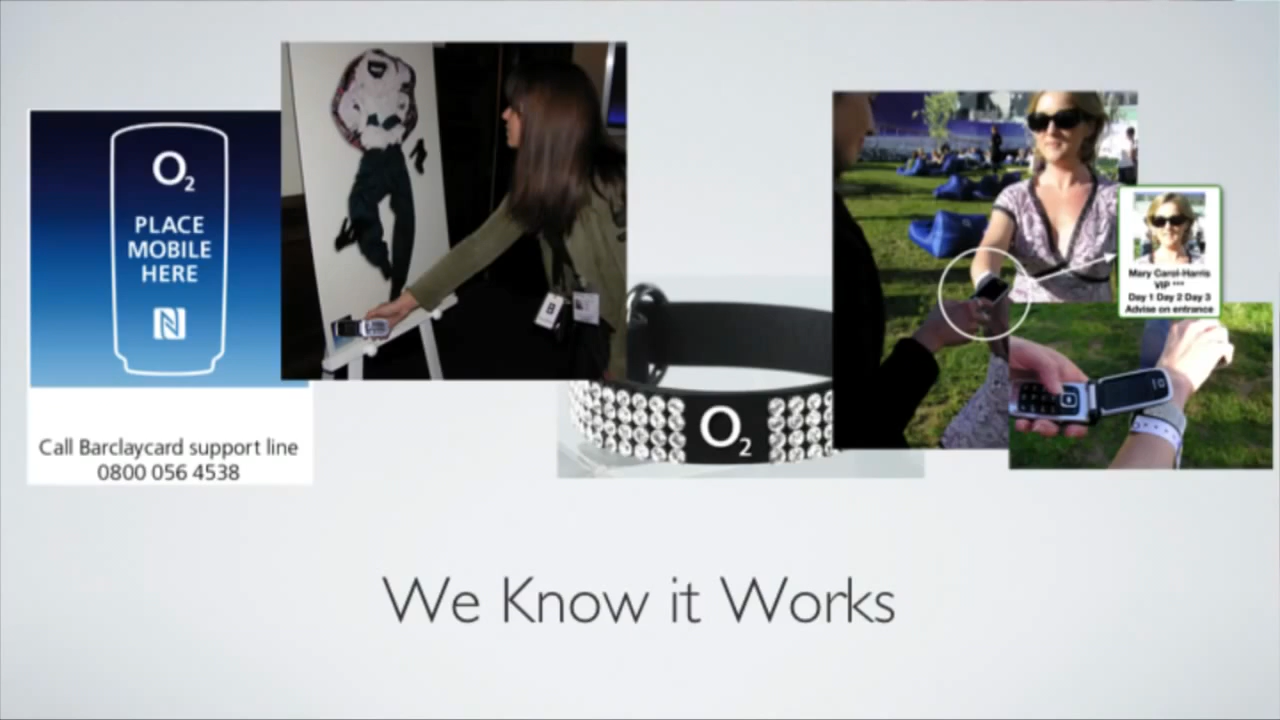 O2
PLACE
MOBILE
HERE
N
Call Barclaycard support line
0800 056 4538
B
O2
Mary Carol-Harris
VIP ***
Day 1 Day 2 Day 3
Advise on entrance
We Know it Works